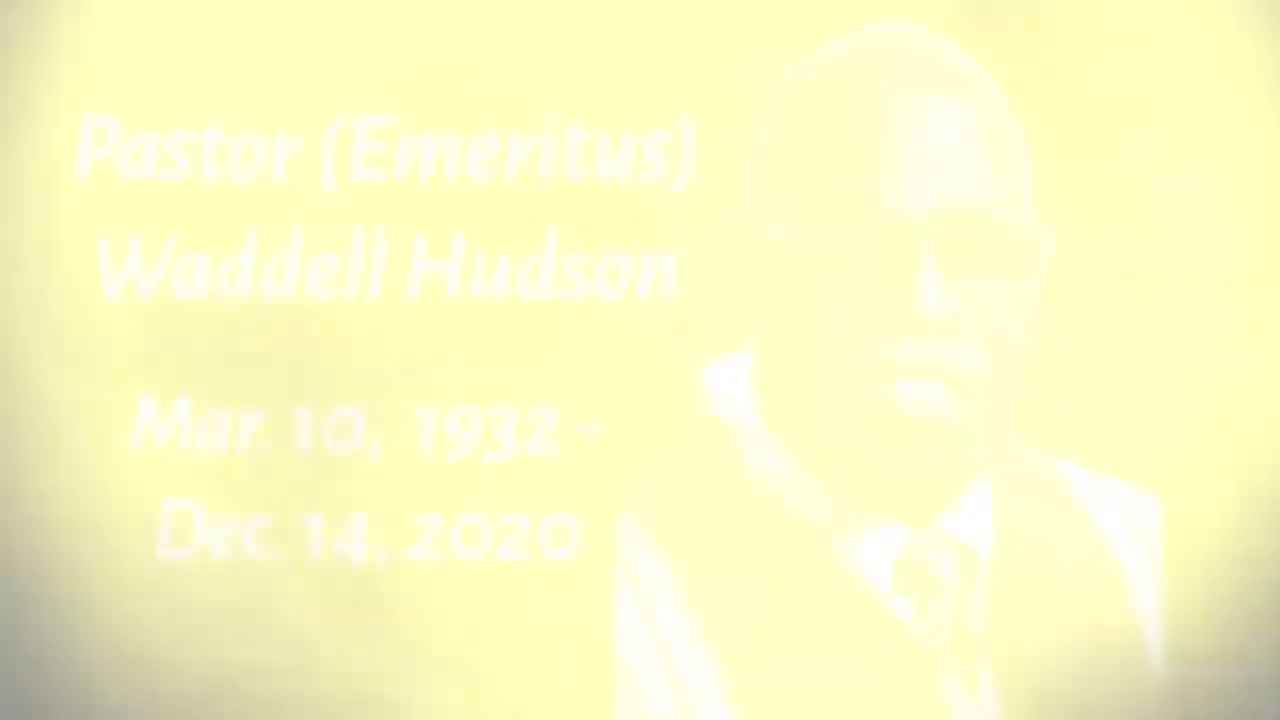 Pastor (Emeritus)
Waddell Hudson
Mar. 10, 1932 -
Dec. 14, 2020